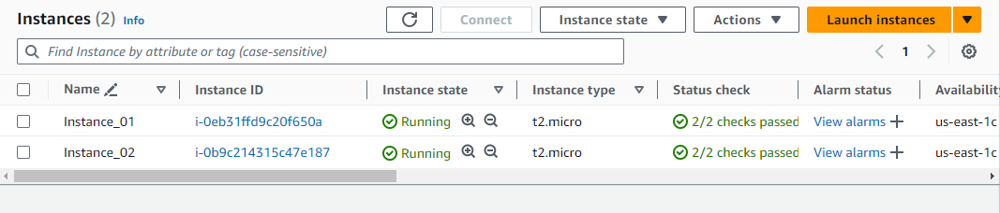 Instances (2) Info Connect Instance state Actions Launch instances
Find Instance by attribute or tag (case-sensitive) 1
Name Instance ID Instance state Instance type Status check Alarm status Availability
Instance_01 i-0eb31ffd9c20f650a Running t2.micro 2/2 checks passed View alarms us-east-1c
Instance_02 i-0b9c214315c47e187 Running t2.micro 2/2 checks passed View alarms us-east-1c